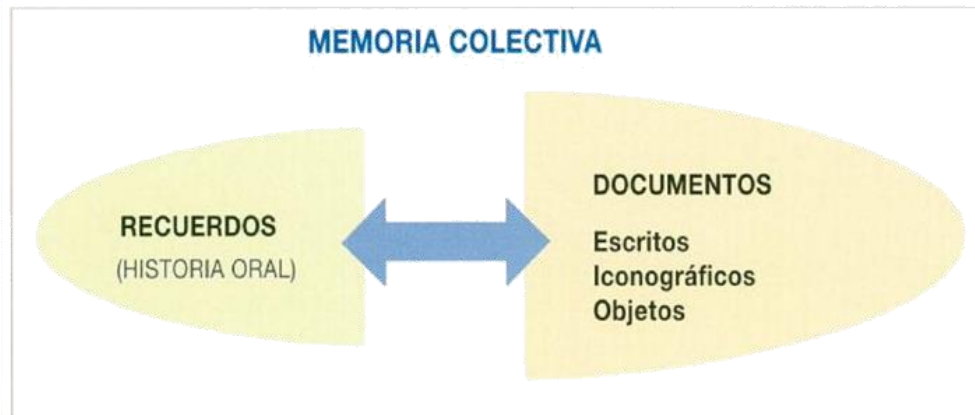 MEMORIA COLECTIVA
RECUERDOS
(HISTORIA ORAL)
DOCUMENTOS
Escritos
Iconográficos
Objetos